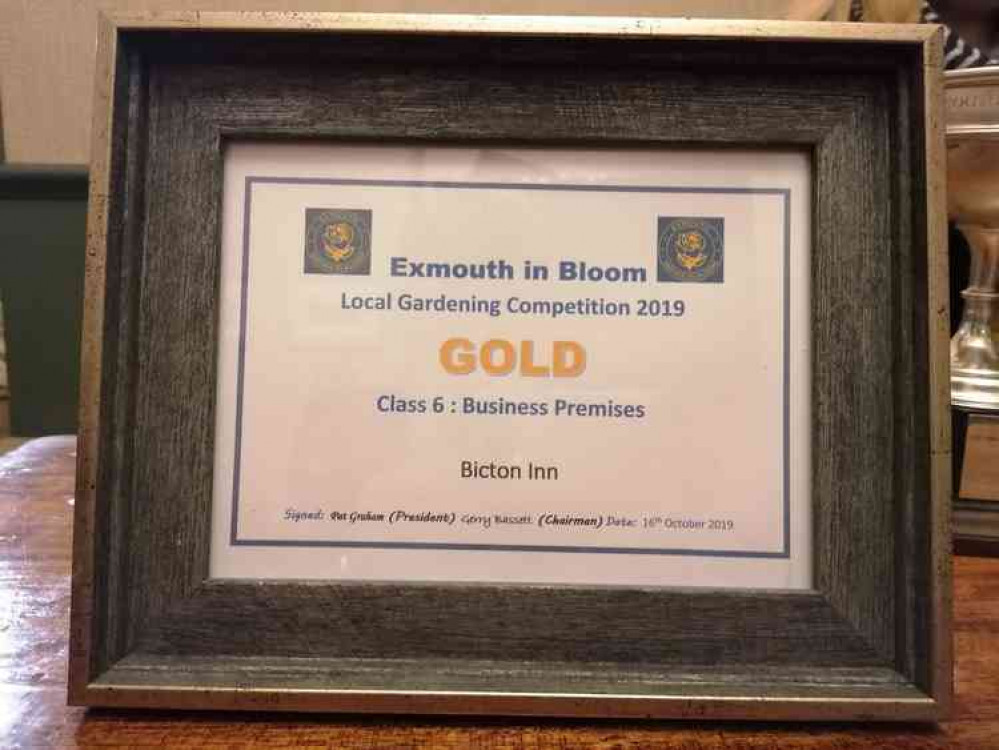 Exmouth in Bloom
Local Gardening Competition 2019
GOLD
Class 6 : Business Premises
Bicton Inn
Signed: Pat Graham (President) Gerry Bassett (Chairman) Date: 16th October 2019